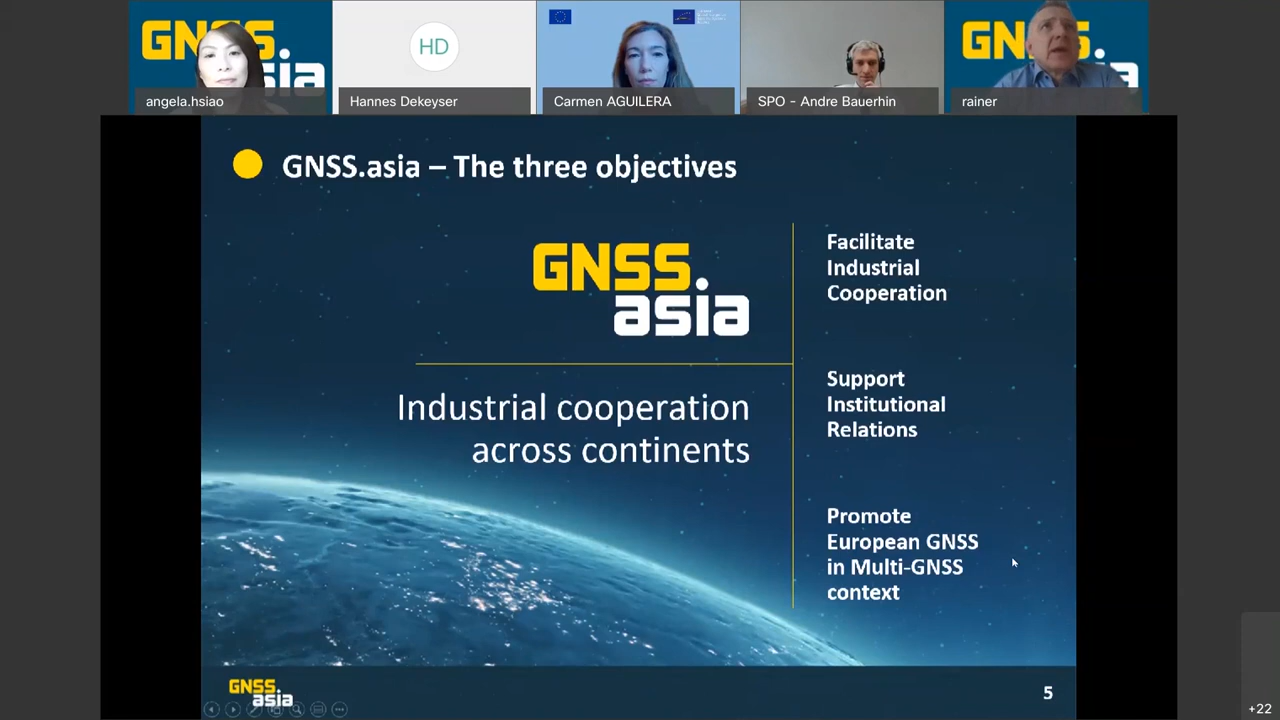 GNSS.
asia
HD
GNSS.
asia
angela.hsiao
Hannes Dekeyser
Carmen AGUILERA
SPO - Andre Bauerhin
rainer
GNSS.asia – The three objectives
GNSS.
asia
Industrial cooperation
across continents
Facilitate
Industrial
Cooperation
Support
Institutional
Relations
Promote
European GNSS
in Multi-GNSS
context
GNSS.
asia
5
+22